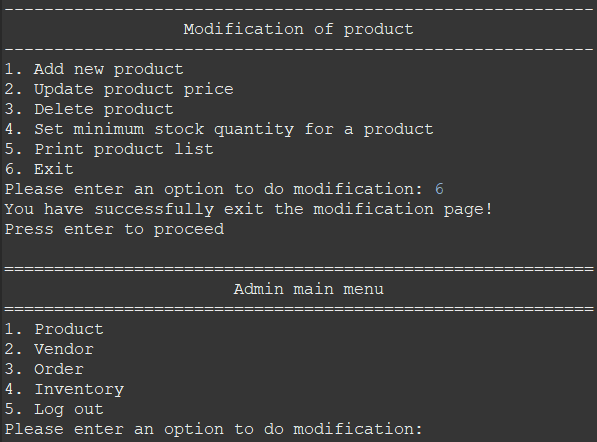 -----------------------------------------------------------
Modification of product
-----------------------------------------------------------
1. Add new product
2. Update product price
3. Delete product
4. Set minimum stock quantity for a product
5. Print product list
6. Exit
Please enter an option to do modification: 6
You have successfully exit the modification page!
Press enter to proceed
===========================================================
Admin main menu
===========================================================
1. Product
2. Vendor
3. Order
4. Inventory
5. Log out
Please enter an option to do modification: